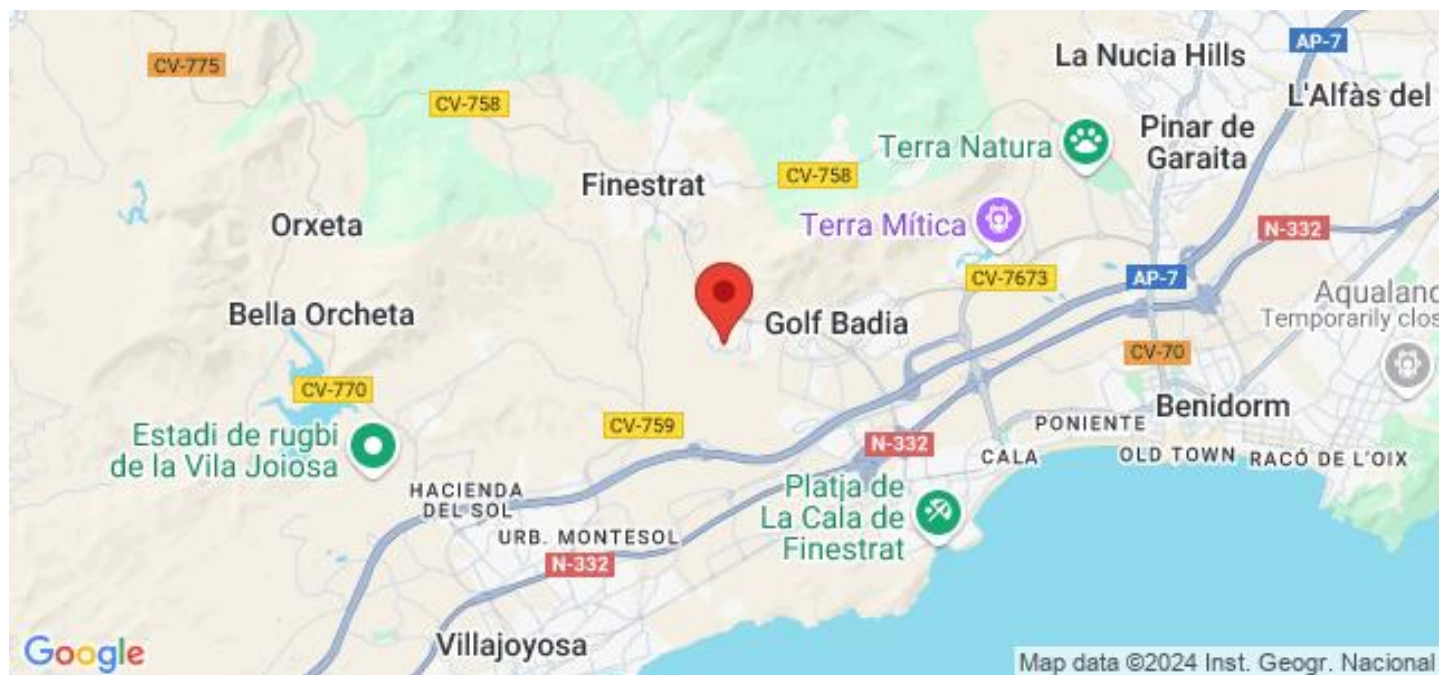 La Nucia Hills
AP-7
CV-775
L'Alfàs del
CV-758
Pinar de
Garaita
Terra Natura
CV-758
Finestrat
Orxeta
Terra Mítica
N-332
CV-7673
AP-7
Aqualand
Temporarily clos
Bella Orcheta
Golf Badia
CV-70
CV-770
Benidorm
CV-759
PONIENTE
Estadi de rugbi
de la Vila Joiosa
N-332
CALA
OLD TOWN
RACÓ DE L'OIX
HACIENDA
DEL SOL
Platja de
La Cala de
Finestrat
URB. MONTESOL
N-332
Villajoyosa
Google
Map data ©2024 Inst. Geogr. Nacional